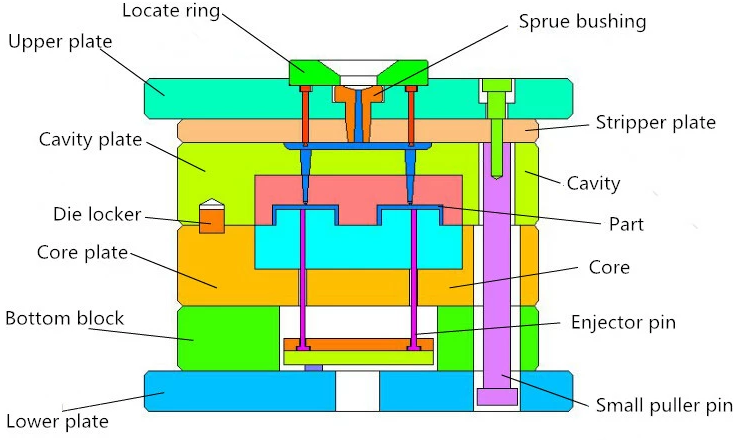 Locate ring
Sprue bushing
Upper plate
Stripper plate
Cavity plate
Cavity
Die locker
Part
Core plate
Core
Bottom block
Enjector pin
Small puller pin
Lower plate